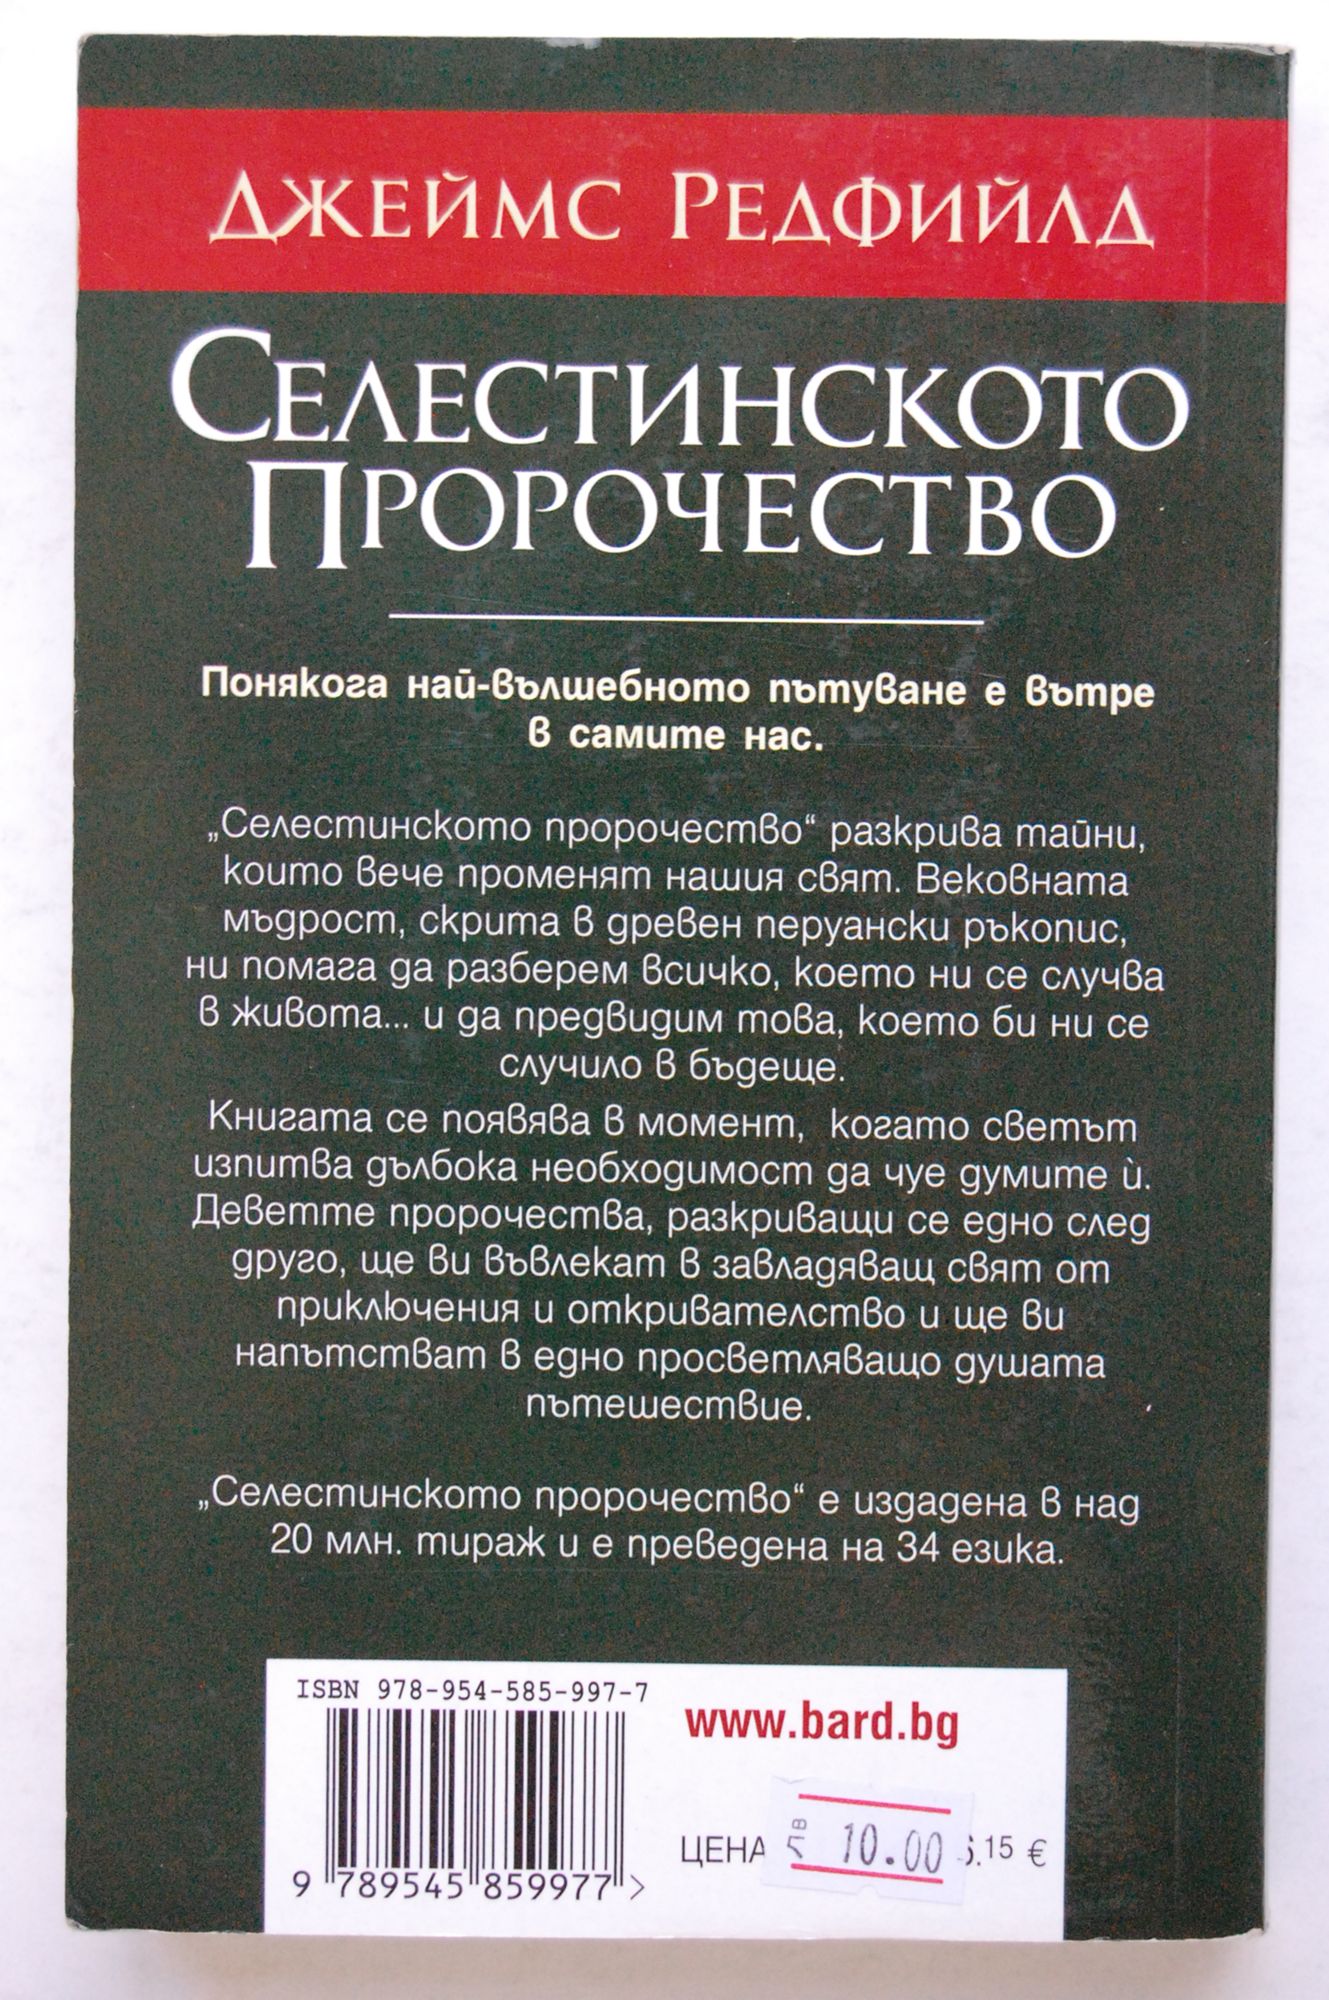 ДЖЕЙМС РЕДФИЙЛД
СЕЛЕСТИНСКОТО
ПРОРОЧЕСТВО
Понякога най-вълшебното пътуване е вътре
в самите нас.
„Селестинското пророчество“ разкрива тайни,
които вече променят нашия свят. Вековната
мъдрост, скрита в древен перуански ръкопис,
ни помага да разберем всичко, което ни се случва
в живота... и да предвидим това, което би ни се
случило в бъдеще.
Книгата се появява в момент, когато светът
изпитва дълбока необходимост да чуе думите ѝ.
Деветте пророчества, разкриващи се едно след
друго, ще ви въвлекат в завладяващ свят от
приключения и откривателство и ще ви
напътстват в едно просветляващо душата
пътешествие.
„Селестинското пророчество“ е издадена в над
20 млн. тираж и е преведена на 34 езика.
ISBN 978-954-585-997-7
www.bard.bg
ЦЕНА лв 10.00 .15 €
9 789545 859977 >